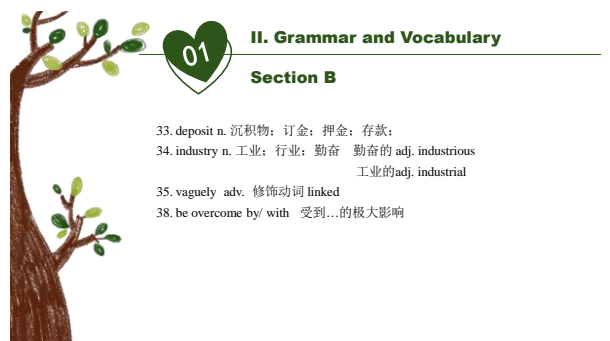 01
II. Grammar and Vocabulary
Section B
33. deposit n. 沉积物；订金；押金；存款；
34. industry n. 工业；行业；勤奋 勤奋的 adj. industrious
工业的adj. industrial
35. vaguely adv. 修饰动词 linked
38. be overcome by/ with 受到…的极大影响